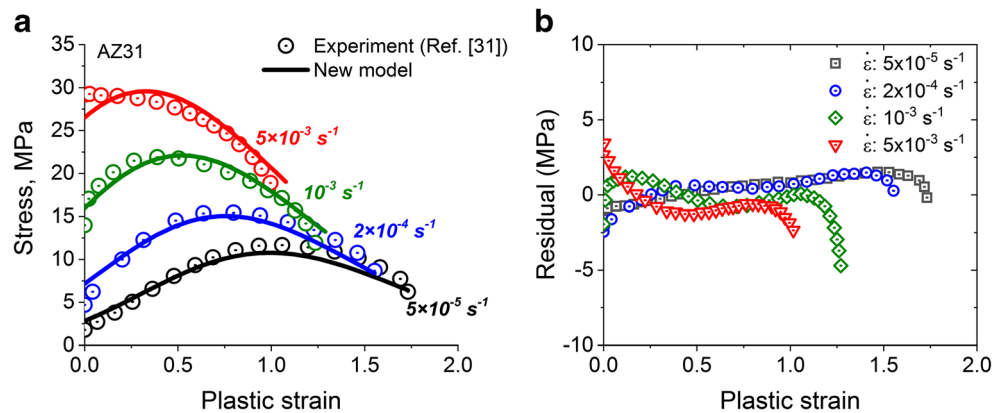 a
AZ31
Experiment (Ref. [31])
New model
35
30
25
20
15
10
5
0
Stress, MPa
5×10⁻³ s⁻¹
10⁻³ s⁻¹
2×10⁻⁴ s⁻¹
5×10⁻⁵ s⁻¹
0.0 0.5 1.0 1.5 2.0
Plastic strain
b
ε̇: 5x10⁻⁵ s⁻¹
ε̇: 2x10⁻⁴ s⁻¹
ε̇: 10⁻³ s⁻¹
ε̇: 5x10⁻³ s⁻¹
10
5
0
-5
-10
Residual (MPa)
0.0 0.5 1.0 1.5 2.0
Plastic strain